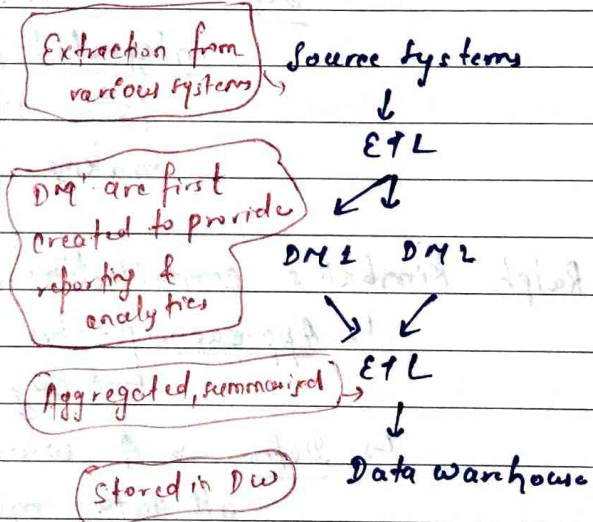 Extraction from
various systems
Source Systems
ETL
DM' are first
created to provide
reporting &
analytics
DM 1 DM 2
ETL
Aggregated, summarised
Stored in DW
Data warehouse